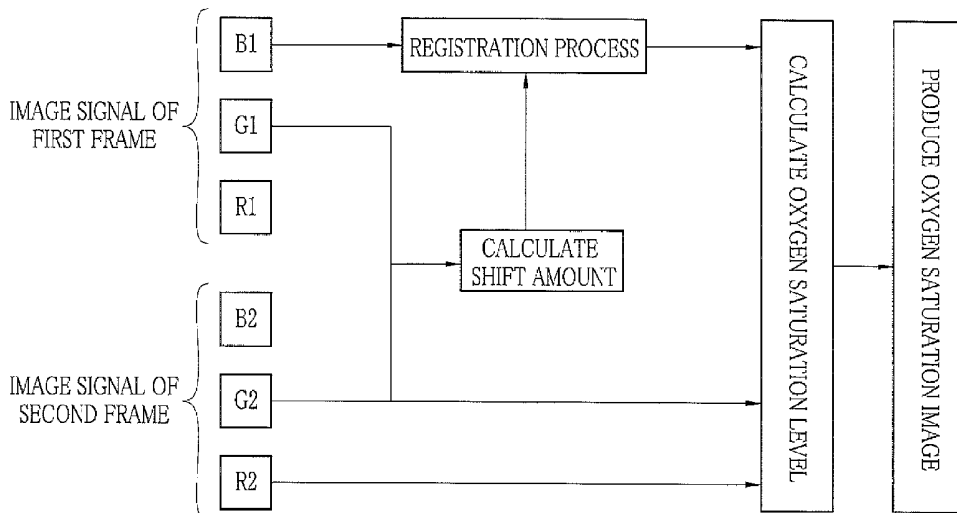 B1
REGISTRATION PROCESS
IMAGE SIGNAL OF
FIRST FRAME
G1
R1
CALCULATE
SHIFT AMOUNT
B2
IMAGE SIGNAL OF
SECOND FRAME
G2
R2
CALCULATE OXYGEN SATURATION LEVEL
PRODUCE OXYGEN SATURATION IMAGE